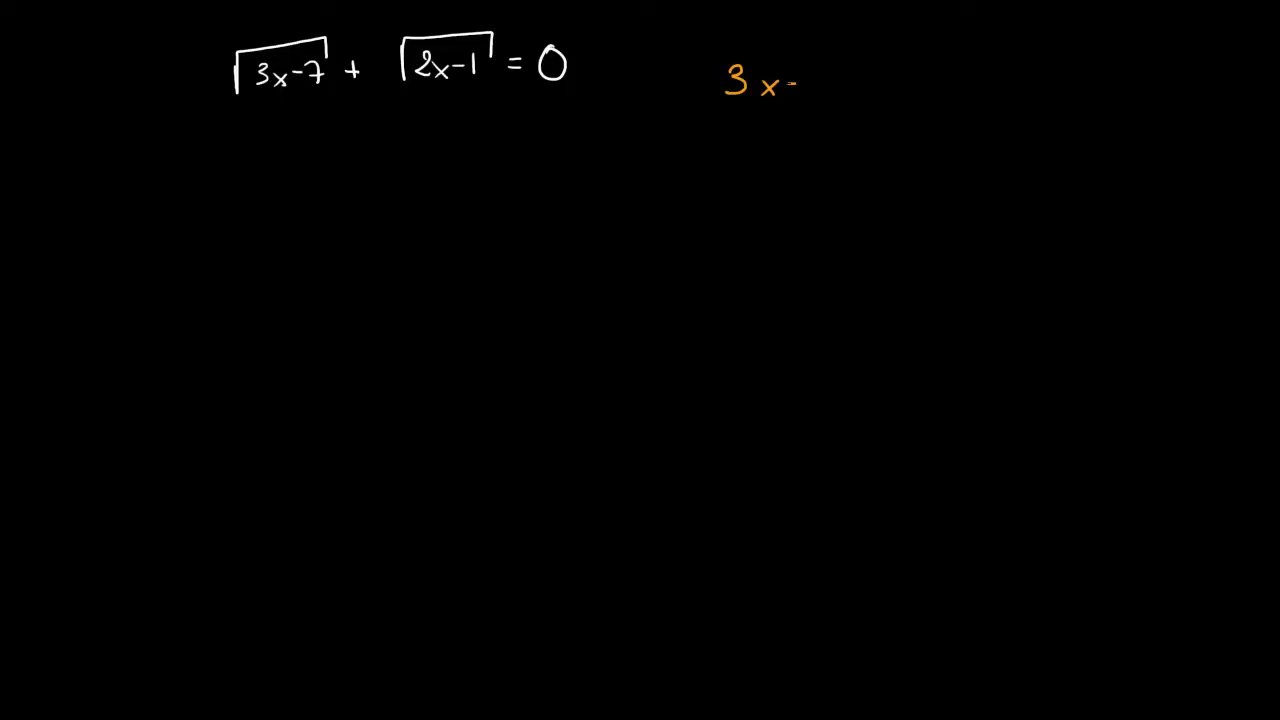 √(3x-7) + √(2x-1) = 0
3x-